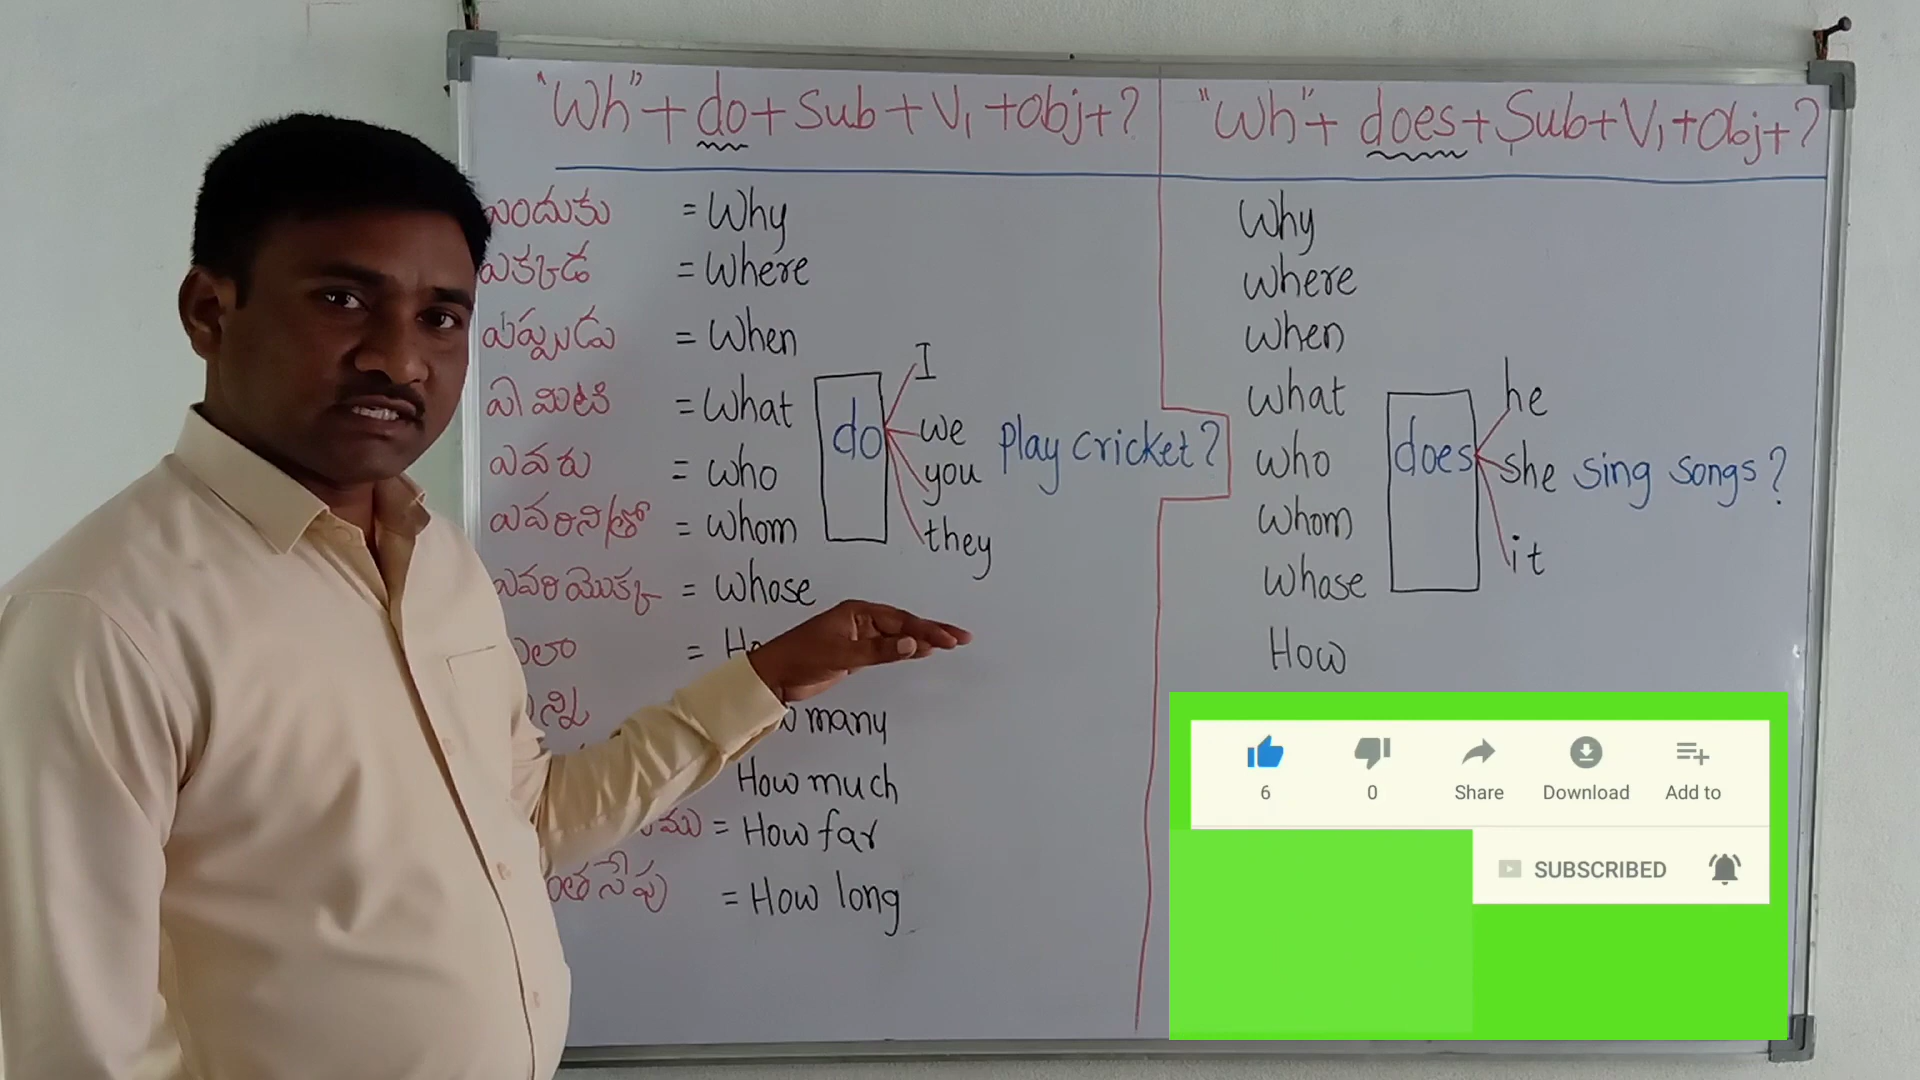 "Wh" + do + Sub + V₁ + Obj + ?
ఎందుకు = Why
ఎక్కడ = Where
ఎప్పుడు = When
ఏమిటి = What
ఎవరు = who
ఎవరిని/తో = whom
ఎవరియొక్క = whose
= How
many
How much
= How far
= How long
do
I
we
you
they
play cricket?
"Wh" + does + Sub + V₁ + Obj + ?
Why
where
when
what
who
whom
whose
How
does
he
she
it
sing songs?
6 0 Share Download Add to
SUBSCRIBED